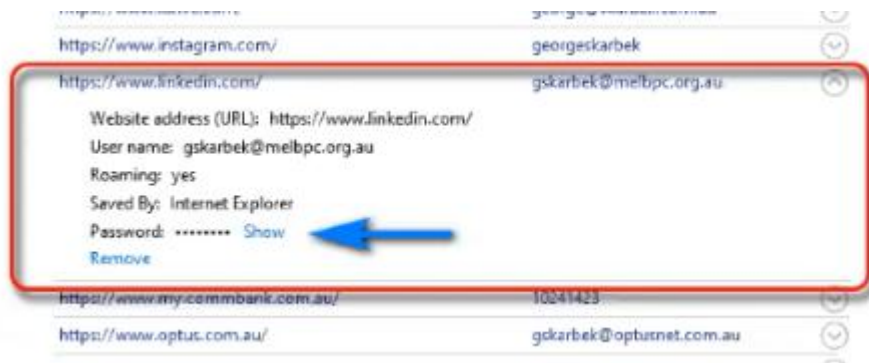 https://www.instagram.com/ georgeskarbek
https://www.linkedin.com/ gskarbek@melbpc.org.au
Website address (URL): https://www.linkedin.com/
User name: gskarbek@melbpc.org.au
Roaming: yes
Saved By: Internet Explorer
Password: •••••••• Show
Remove
https://www.my.commbank.com.au/ 10241423
https://www.optus.com.au/ gskarbek@optusnet.com.au